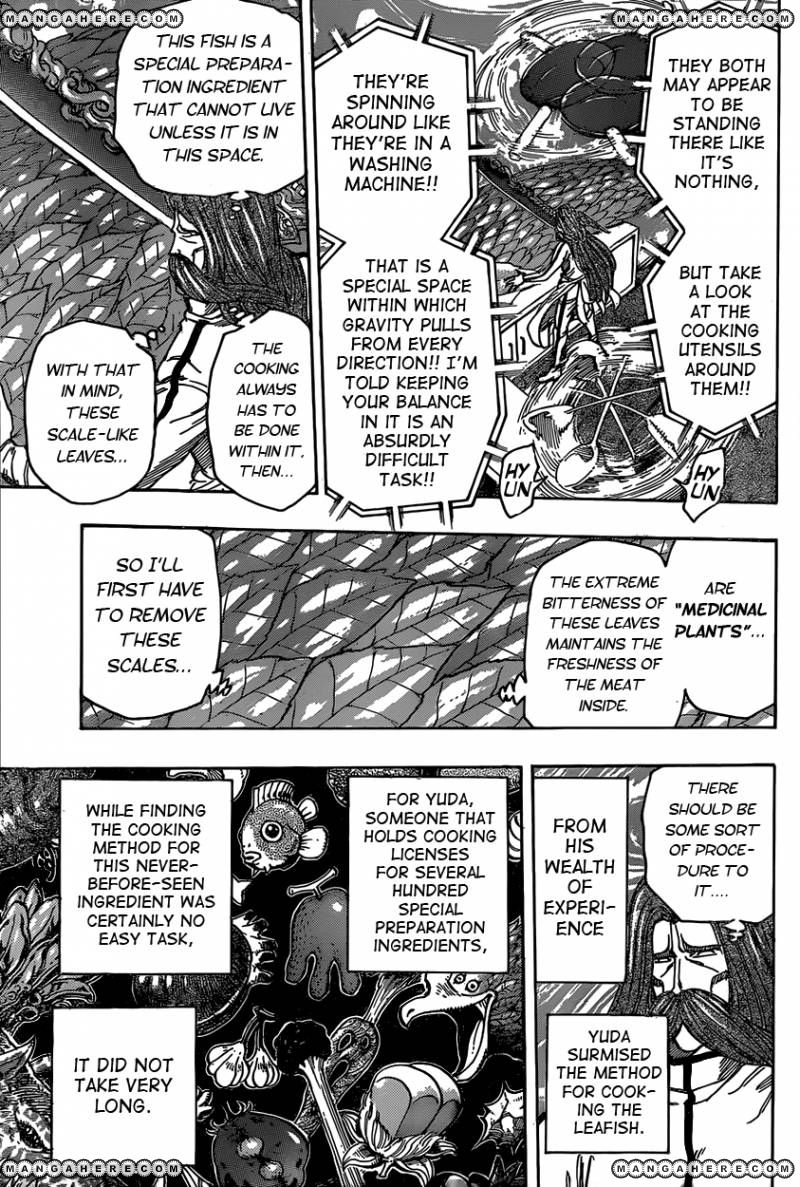 MANGAHERE.COM
MANGAHERE.COM
THEY BOTH
MAY APPEAR
TO BE
STANDING
THERE LIKE
IT'S
NOTHING,
BUT TAKE
A LOOK
AT THE
COOKING
UTENSILS
AROUND
THEM!!
HYUN
HYUN
THEY'RE
SPINNING
AROUND LIKE
THEY'RE IN A
WASHING
MACHINE!!
THAT IS A
SPECIAL SPACE
WITHIN WHICH
GRAVITY PULLS
FROM EVERY
DIRECTION!! I'M
TOLD KEEPING
YOUR BALANCE
IN IT IS AN
ABSURDLY
DIFFICULT
TASK!!
THIS FISH IS A
SPECIAL PREPARA-
TION INGREDIENT
THAT CANNOT LIVE
UNLESS IT IS IN
THIS SPACE.
THE
COOKING
ALWAYS
HAS TO
BE DONE
WITHIN IT,
THEN...
WITH THAT
IN MIND,
THESE
SCALE-LIKE
LEAVES...
ARE
"MEDICINAL
PLANTS"...
THE EXTREME
BITTERNESS OF
THESE LEAVES
MAINTAINS THE
FRESHNESS OF
THE MEAT
INSIDE.
SO I'LL
FIRST HAVE
TO REMOVE
THESE
SCALES...
THERE
SHOULD BE
SOME SORT
OF PROCE-
DURE TO
IT....
FROM
HIS
WEALTH
OF
EXPERI-
ENCE
YUDA
SURMISED
THE METHOD
FOR COOK-
ING THE
LEAFISH.
FOR YUDA,
SOMEONE THAT
HOLDS COOKING
LICENSES
FOR SEVERAL
HUNDRED
SPECIAL
PREPARATION
INGREDIENTS,
WHILE FINDING
THE COOKING
METHOD FOR
THIS NEVER-
BEFORE-SEEN
INGREDIENT WAS
CERTAINLY NO
EASY TASK,
IT DID NOT
TAKE VERY
LONG.
MANGAHERE.COM
MANGAHERE.COM